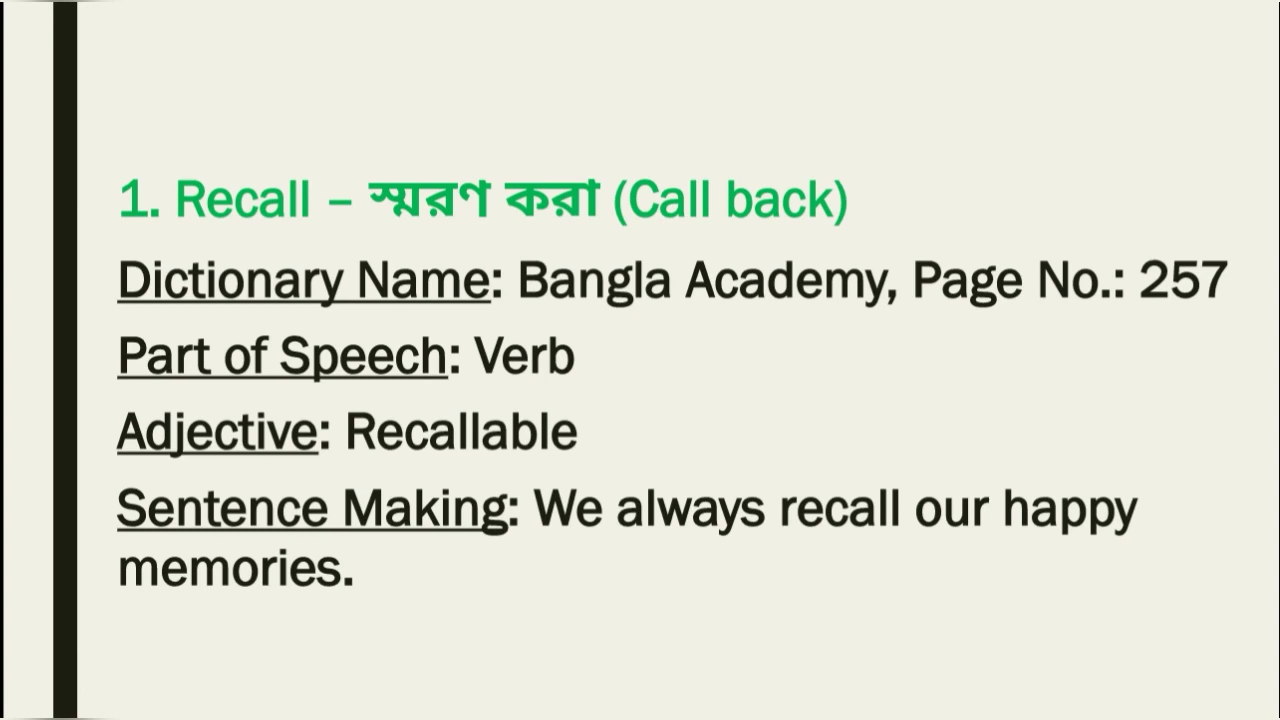 1. Recall – স্মরণ করা (Call back)
Dictionary Name: Bangla Academy, Page No.: 257
Part of Speech: Verb
Adjective: Recallable
Sentence Making: We always recall our happy
memories.